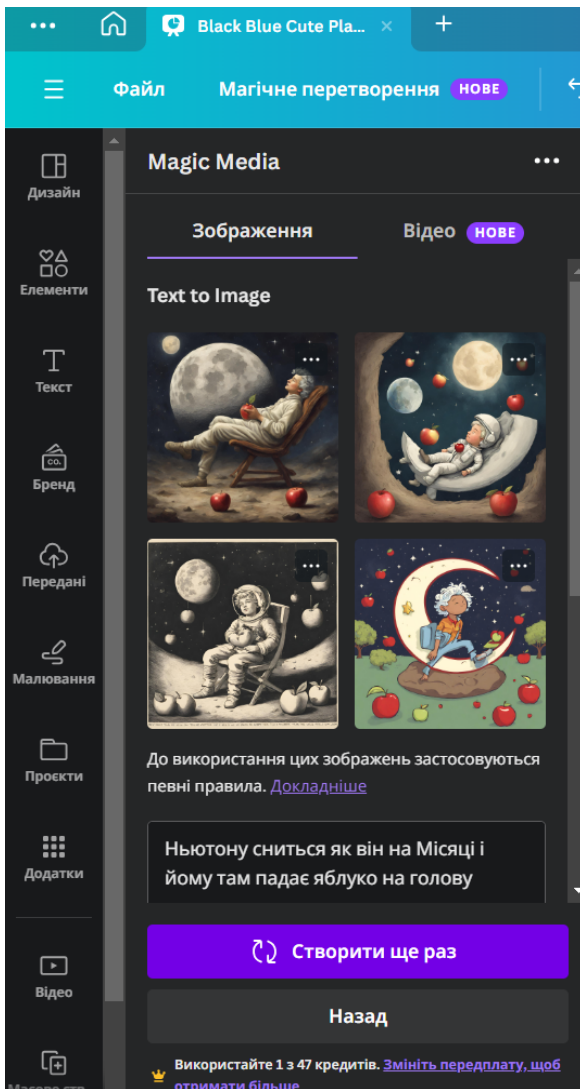 Black Blue Cute Pla...
Файл Магічне перетворення НОВЕ
Magic Media
Дизайн
Зображення Відео НОВЕ
Елементи
Text to Image
Текст
CO.
Бренд
Передані
Малювання
До використання цих зображень застосовуються
певні правила. Докладніше
Проєкти
Ньютону сниться як він на Місяці і
йому там падає яблуко на голову
Додатки
Створити ще раз
Відео
Назад
Використайте 1 з 47 кредитів. Змініть передплату, щоб
отримати більше